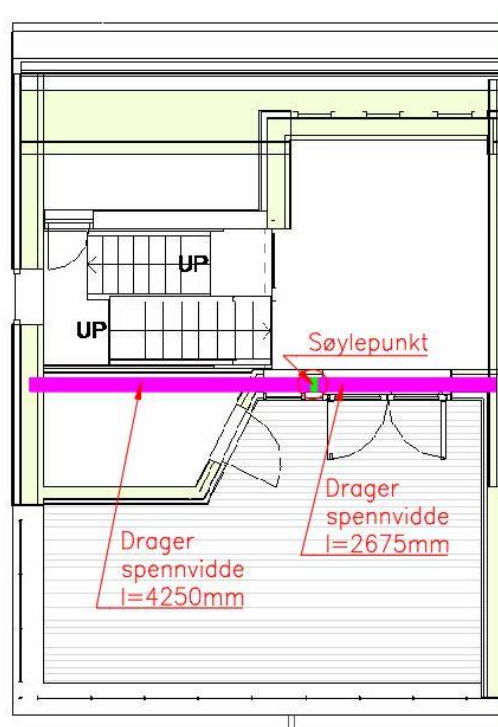 UP
UP
Søylepunkt
Drager
spennvidde
l=2675mm
Drager
spennvidde
l=4250mm